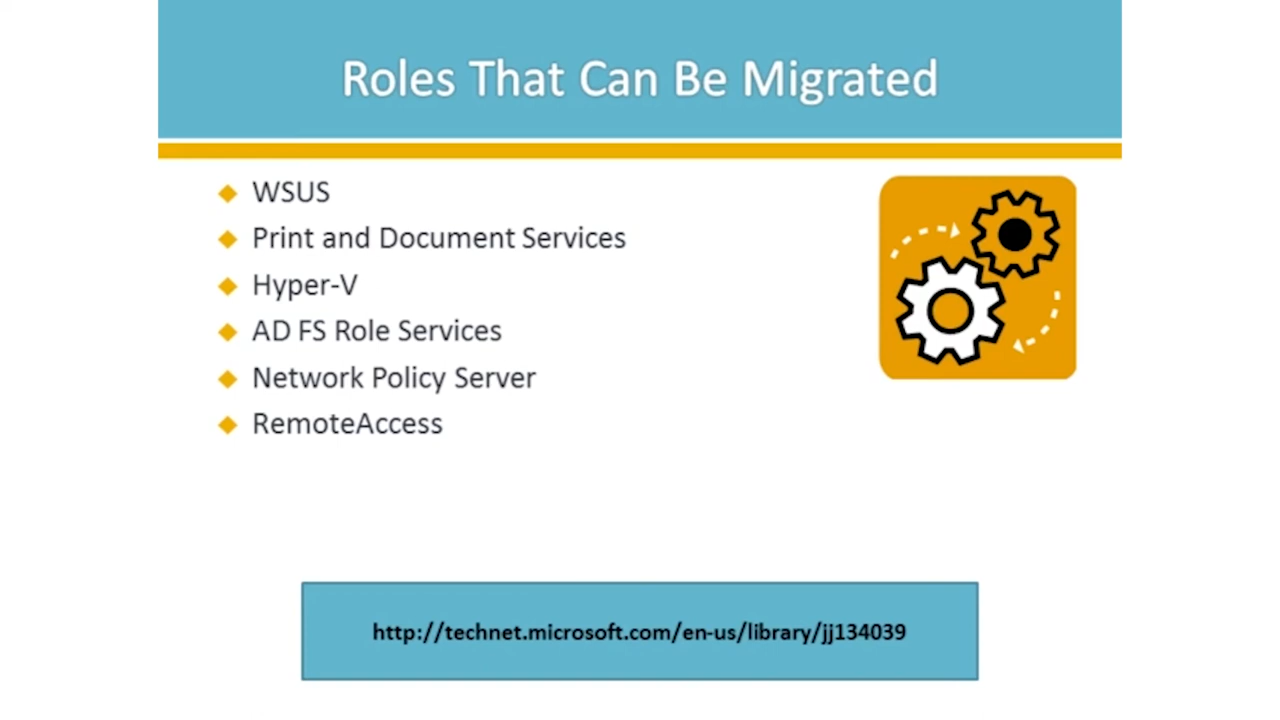 Roles That Can Be Migrated
WSUS
Print and Document Services
Hyper-V
AD FS Role Services
Network Policy Server
RemoteAccess
http://technet.microsoft.com/en-us/library/jj134039